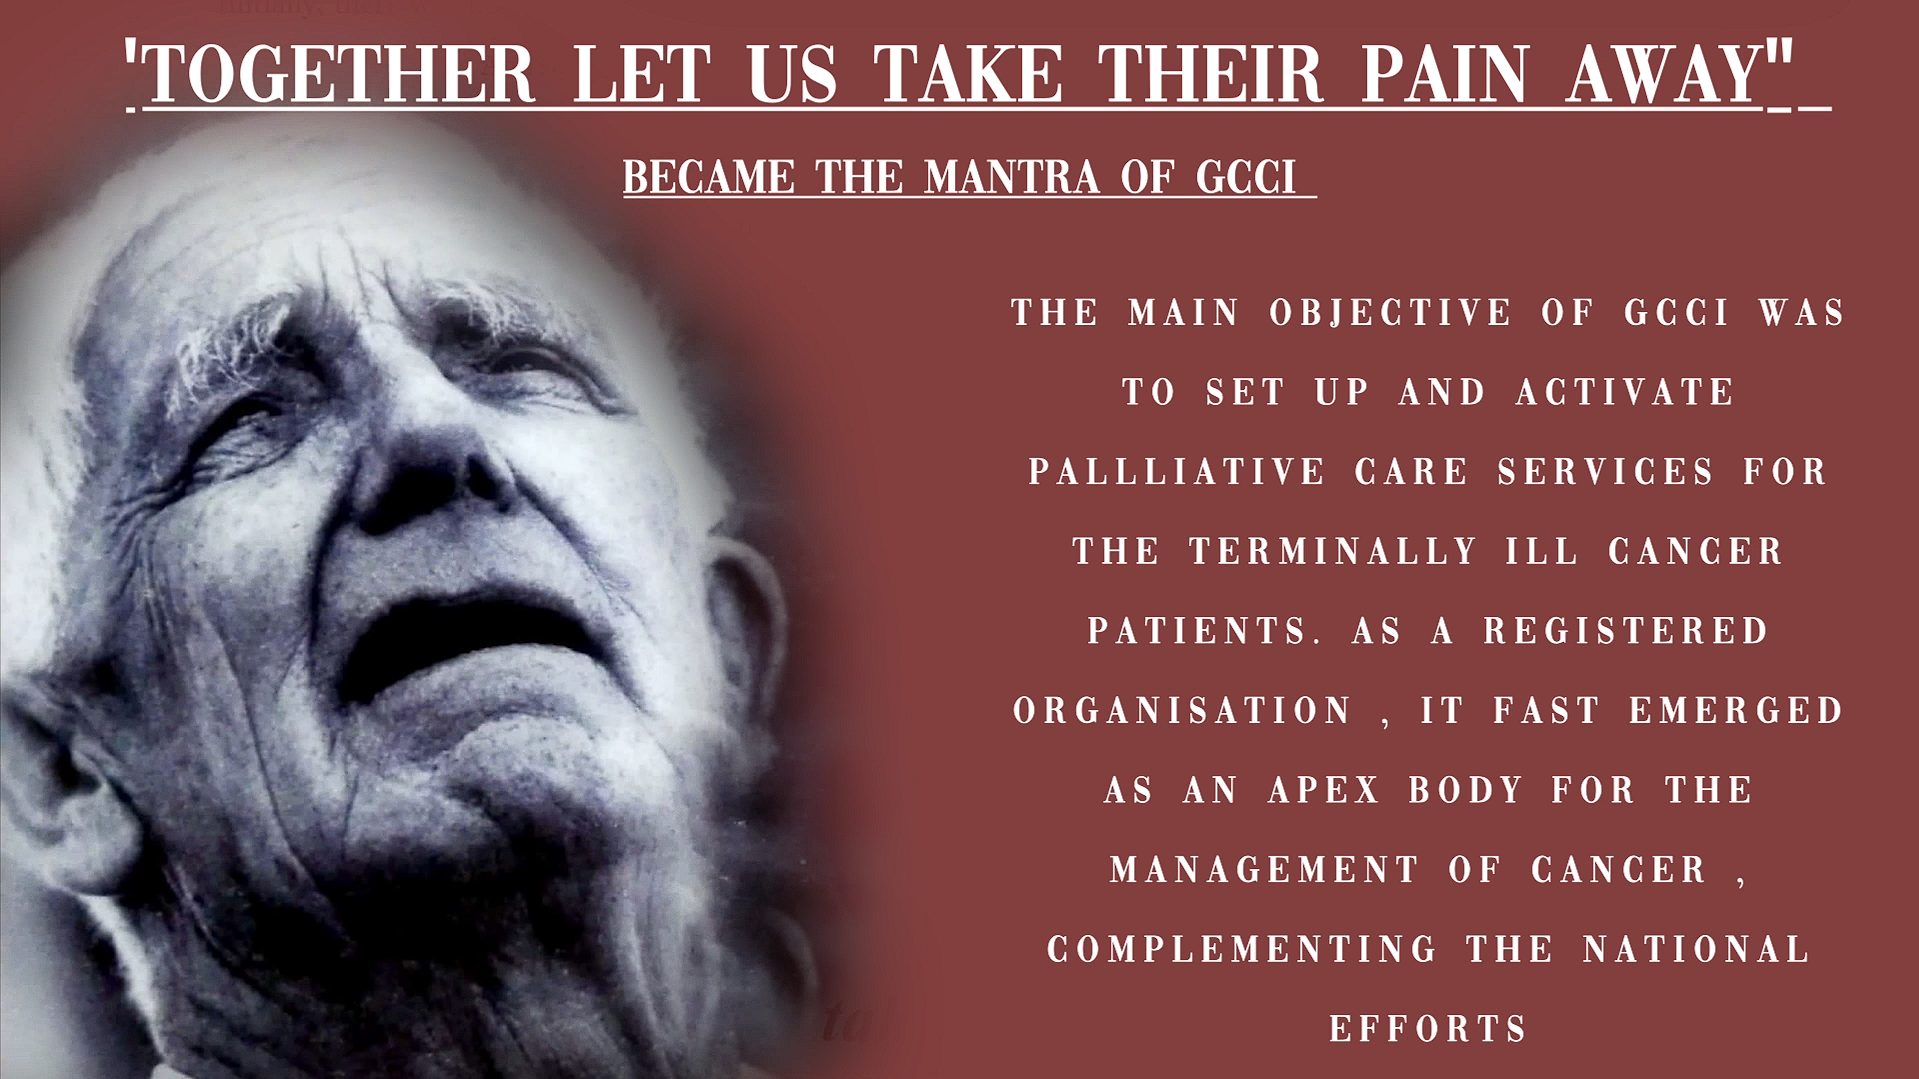 'TOGETHER LET US TAKE THEIR PAIN AWAY"
BECAME THE MANTRA OF GCCI
THE MAIN OBJECTIVE OF GCCI WAS
TO SET UP AND ACTIVATE
PALLLIATIVE CARE SERVICES FOR
THE TERMINALLY ILL CANCER
PATIENTS. AS A REGISTERED
ORGANISATION , IT FAST EMERGED
AS AN APEX BODY FOR THE
MANAGEMENT OF CANCER ,
COMPLEMENTING THE NATIONAL
EFFORTS